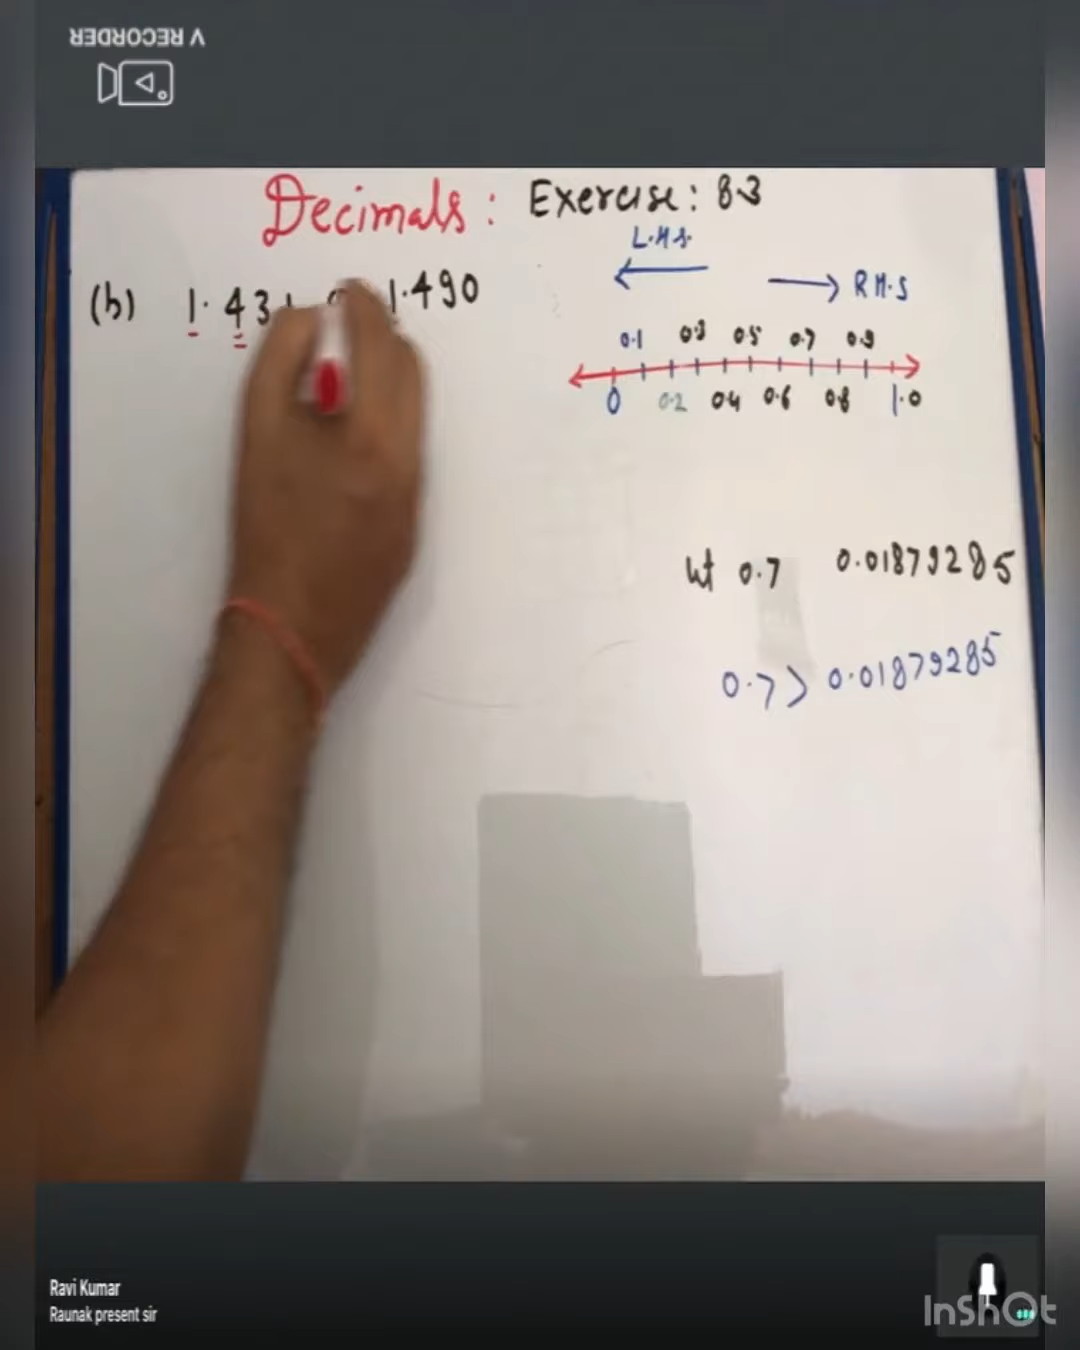 V RECORDER
Decimals: Exercise: 8.3
L.H.S.
R.H.S
(h) 1.431 1.490
0.1 0.3 0.5 0.7 0.9
0 0.2 0.4 0.6 0.8 1.0
0.7 0.01879285
0.7 > 0.01879285
Ravi Kumar
Raunak present sir
InShOt